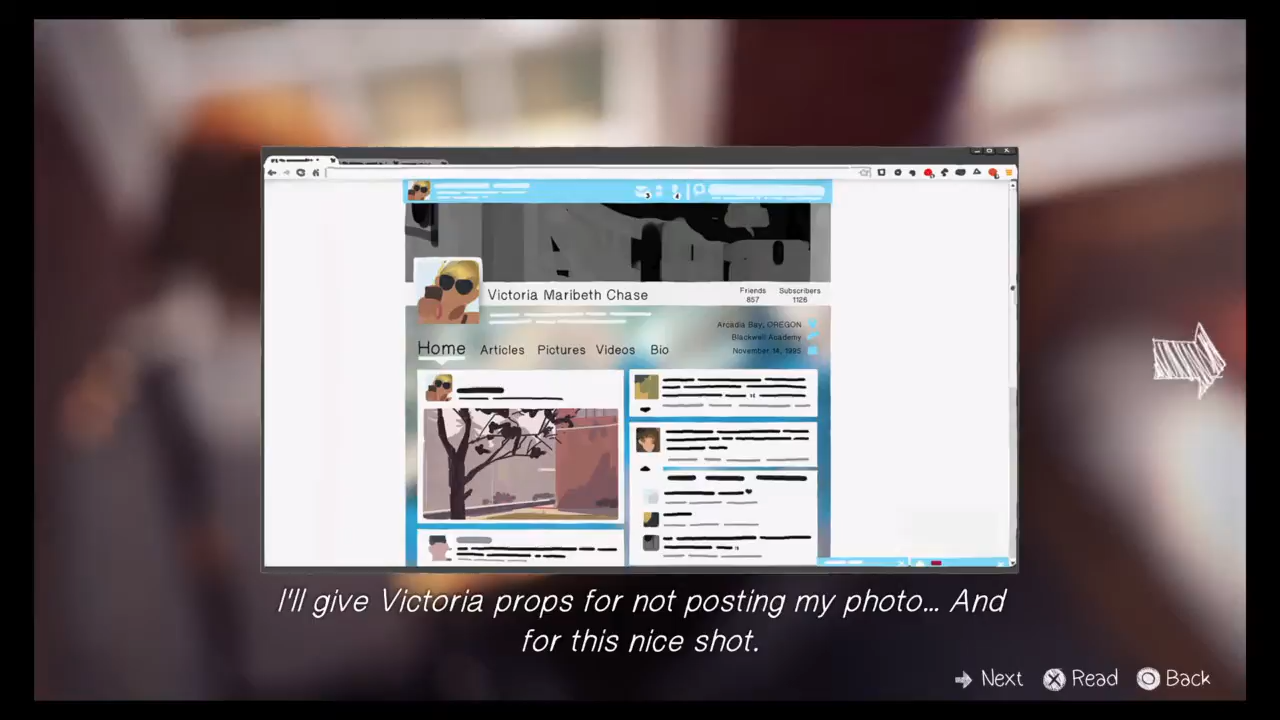 Victoria Maribeth Chase
Friends
857
Subscribers
1126
Arcadia Bay, OREGON
Blackwell Academy
November 14, 1995
Home Articles Pictures Videos Bio
I'll give Victoria props for not posting my photo... And
for this nice shot.
Next Read Back